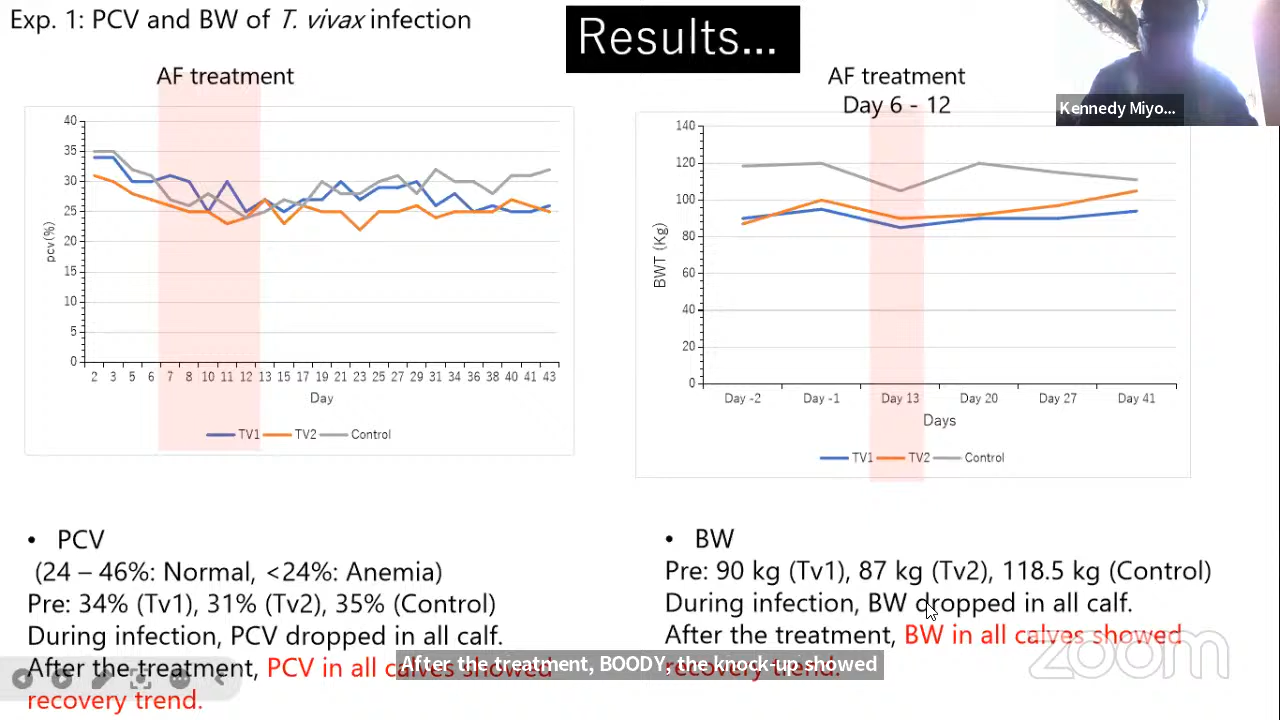 Exp. 1: PCV and BW of T. vivax infection
Results...
Kennedy Miyo...
AF treatment
40
35
30
25
20
15
10
5
0
pcv(%)
2 3 5 6 7 8 10 11 12 13 15 17 19 21 23 25 27 29 31 34 36 38 40 41 43
Day
TV1 TV2 Control
AF treatment
Day 6 - 12
140
120
100
80
60
40
20
0
BWT (Kg)
Day -2 Day -1 Day 13 Day 20 Day 27 Day 41
Days
TV1 TV2 Control
• PCV
(24 – 46%: Normal, <24%: Anemia)
Pre: 34% (Tv1), 31% (Tv2), 35% (Control)
During infection, PCV dropped in all calf.
After the treatment, PCV in all calves showed
recovery trend.
• BW
Pre: 90 kg (Tv1), 87 kg (Tv2), 118.5 kg (Control)
During infection, BW dropped in all calf.
After the treatment, BW in all calves showed
recovery trend.
After the treatment, BOODY, the knock-up showed
zoom